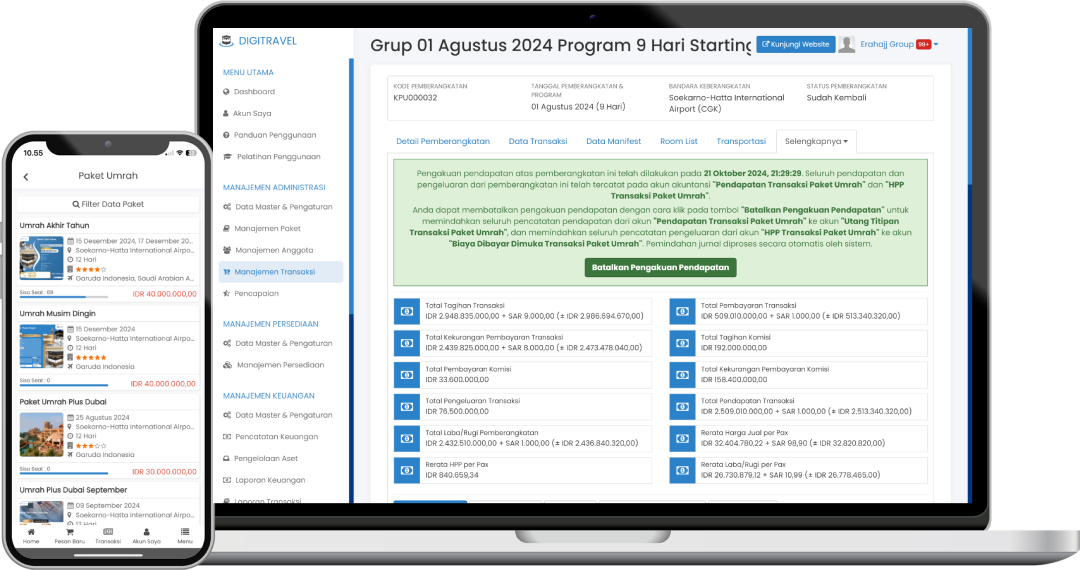 DIGITRAVEL
MENU UTAMA
Dashboard
Akun Saya
Panduan Penggunaan
Pelatihan Penggunaan
MANAJEMEN ADMINISTRASI
Data Master & Pengaturan
Manajemen Paket
Manajemen Anggota
Manajemen Transaksi
Pencapaian
MANAJEMEN PERSEDIAAN
Data Master & Pengaturan
Manajemen Persediaan
MANAJEMEN KEUANGAN
Data Master & Pengaturan
Pencatatan Keuangan
Pengelolaan Aset
Laporan Keuangan
Laporan Transaksi
Grup 01 Agustus 2024 Program 9 Hari Starting
Kunjungi Website
Erahajj Group 99+
KODE PEMBERANGKATAN
KPU000032
TANGGAL PEMBERANGKATAN &
PROGRAM
01 Agustus 2024 (9 Hari)
BANDARA KEBERANGKATAN
Soekarno-Hatta International
Airport (CGK)
STATUS PEMBERANGKATAN
Sudah Kembali
Detail Pemberangkatan Data Transaksi Data Manifest Room List Transportasi Selengkapnya
Pengakuan pendapatan atas pemberangkatan ini telah dilakukan pada 21 Oktober 2024, 21:29:29. Seluruh pendapatan dan
pengeluaran dari pemberangkatan ini telah tercatat pada akun akuntansi "Pendapatan Transaksi Paket Umrah" dan "HPP
Transaksi Paket Umrah".
Anda dapat membatalkan pengakuan pendapatan dengan cara klik pada tombol "Batalkan Pengakuan Pendapatan" untuk
memindahkan seluruh pencatatan pendapatan dari akun "Pendapatan Transaksi Paket Umrah" ke akun "Utang Titipan
Transaksi Paket Umrah", dan memindahkan seluruh pencatatan pengeluaran dari akun "HPP Transaksi Paket Umrah" ke akun
"Biaya Dibayar Dimuka Transaksi Paket Umrah". Pemindahan jurnal diproses secara otomatis oleh sistem.
Batalkan Pengakuan Pendapatan
Total Tagihan Transaksi
IDR 2.948.835.000,00 + SAR 9.000,00 (± IDR 2.986.694.670,00)
Total Pembayaran Transaksi
IDR 509.010.000,00 + SAR 1.000,00 (± IDR 513.340.320,00)
Total Kekurangan Pembayaran Transaksi
IDR 2.439.825.000,00 + SAR 8.000,00 (± IDR 2.473.478.040,00)
Total Tagihan Komisi
IDR 192.000.000,00
Total Pembayaran Komisi
IDR 33.600.000,00
Total Kekurangan Pembayaran Komisi
IDR 158.400.000,00
Total Pengeluaran Transaksi
IDR 76.500.000,00
Total Pendapatan Transaksi
IDR 2.509.010.000,00 + SAR 1.000,00 (± IDR 2.513.340.320,00)
Total Laba/Rugi Pemberangkatan
IDR 2.432.510.000,00 + SAR 1.000,00 (± IDR 2.436.840.320,00)
Rerata Harga Jual per Pax
IDR 32.404.780,22 + SAR 98,90 (± IDR 32.820.820,00)
Rerata HPP per Pax
IDR 840.659,34
Rerata Laba/Rugi per Pax
IDR 26.730.879,12 + SAR 10,99 (± IDR 26.778.465,00)
10.55
Paket Umrah
Filter Data Paket
Umrah Akhir Tahun
15 Desember 2024, 17 Desember 20...
Soekarno-Hatta International Airpo...
12 Hari
Garuda Indonesia, Saudi Arabian A...
Sisa Seat : 69
IDR 40.000.000,00
Umrah Musim Dingin
15 Desember 2024
Soekarno-Hatta International Airpo...
12 Hari
Garuda Indonesia
Sisa Seat : 0
IDR 40.000.000,00
Paket Umrah Plus Dubai
25 Agustus 2024
Soekarno-Hatta International Airpo...
12 Hari
Garuda Indonesia
Sisa Seat : 0
IDR 30.000.000,00
Umrah Plus Dubai September
09 September 2024
Soekarno-Hatta International Airpo...
13 Hari
Home Pesan Baru Transaksi Akun Saya Menu